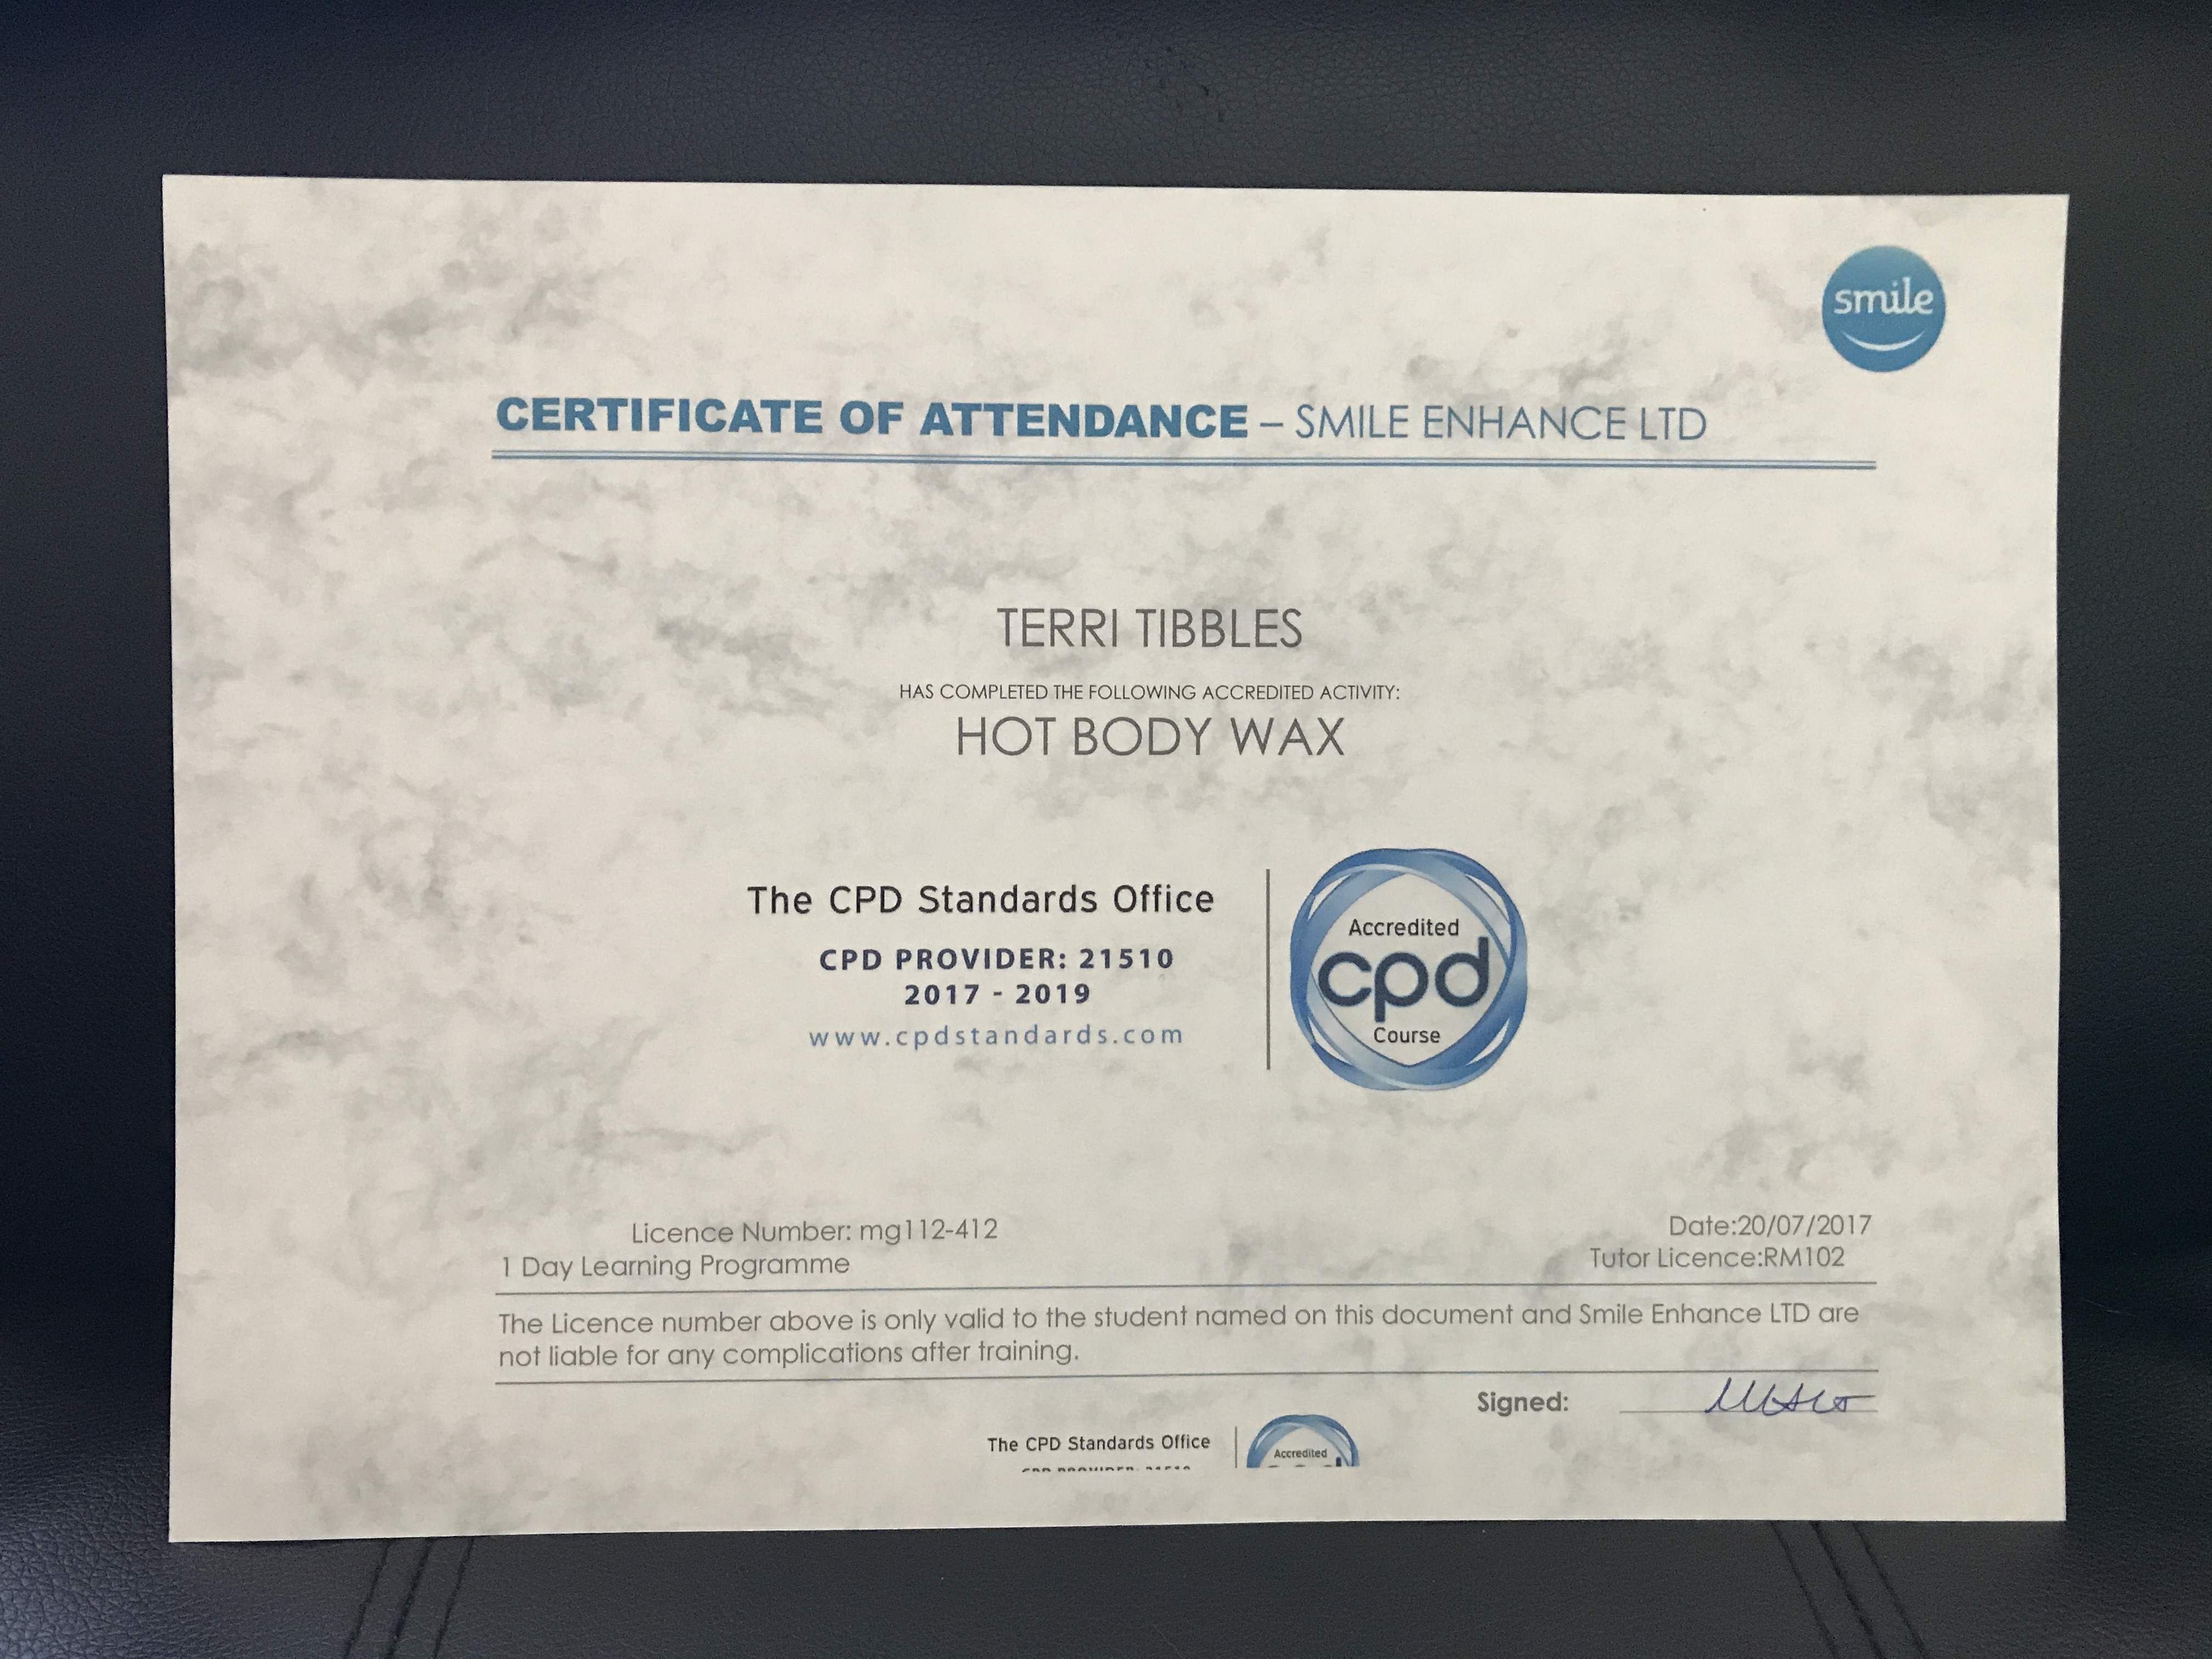 smile
CERTIFICATE OF ATTENDANCE – SMILE ENHANCE LTD
TERRI TIBBLES
HAS COMPLETED THE FOLLOWING ACCREDITED ACTIVITY:
HOT BODY WAX
The CPD Standards Office
CPD PROVIDER: 21510
2017 - 2019
www.cpdstandards.com
Accredited
cpd
Course
Licence Number: mg112-412
Date:20/07/2017
1 Day Learning Programme
Tutor Licence:RM102
The Licence number above is only valid to the student named on this document and Smile Enhance LTD are
not liable for any complications after training.
Signed:
The CPD Standards Office
Accredited